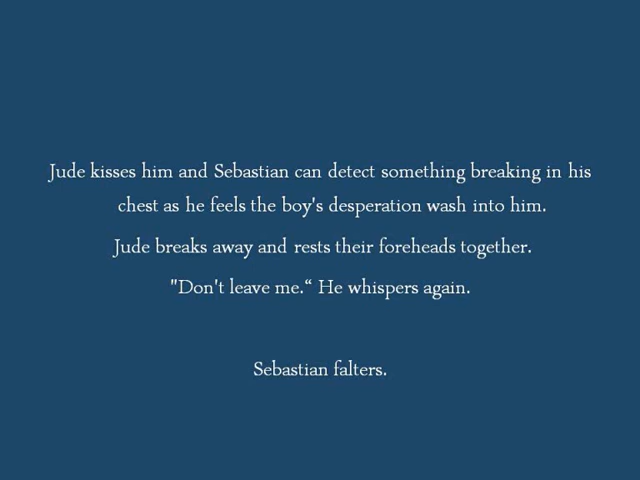 Jude kisses him and Sebastian can detect something breaking in his
chest as he feels the boy's desperation wash into him.
Jude breaks away and rests their foreheads together.
"Don't leave me.“ He whispers again.
Sebastian falters.